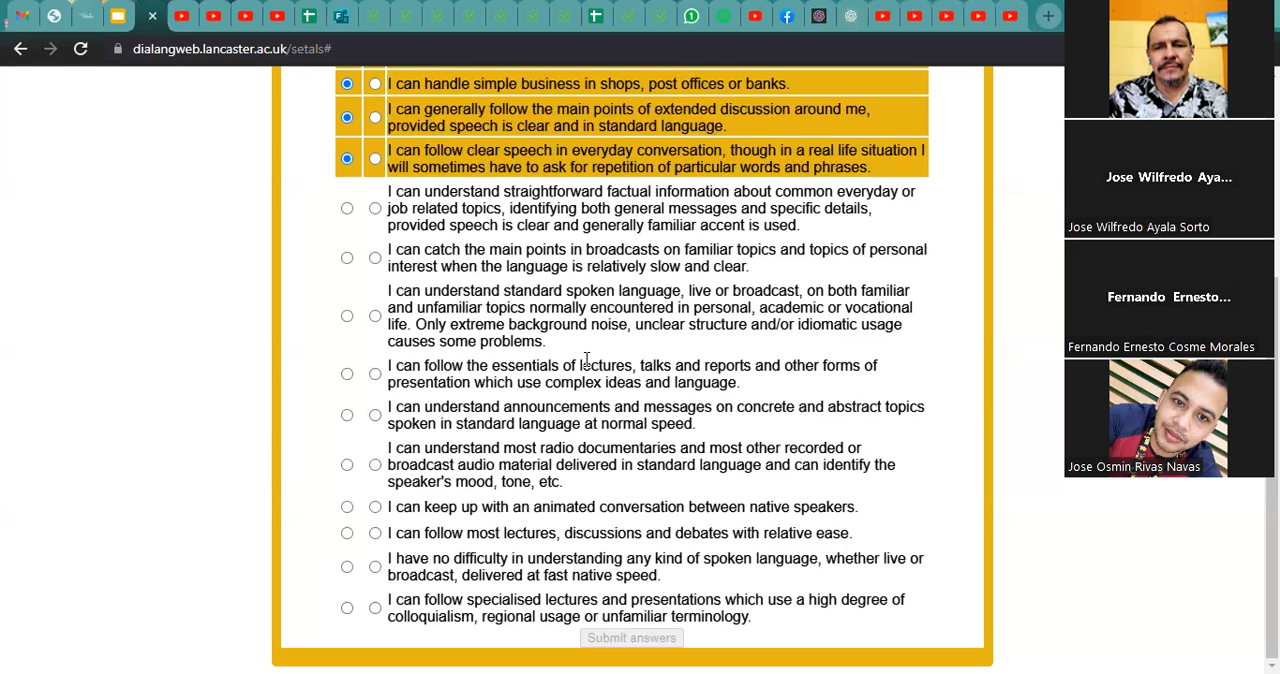 dialangweb.lancaster.ac.uk/setals#
1
I can handle simple business in shops, post offices or banks.
I can generally follow the main points of extended discussion around me,
provided speech is clear and in standard language.
I can follow clear speech in everyday conversation, though in a real life situation I
will sometimes have to ask for repetition of particular words and phrases.
I can understand straightforward factual information about common everyday or
job related topics, identifying both general messages and specific details,
provided speech is clear and generally familiar accent is used.
I can catch the main points in broadcasts on familiar topics and topics of personal
interest when the language is relatively slow and clear.
I can understand standard spoken language, live or broadcast, on both familiar
and unfamiliar topics normally encountered in personal, academic or vocational
life. Only extreme background noise, unclear structure and/or idiomatic usage
causes some problems.
I can follow the essentials of lectures, talks and reports and other forms of
presentation which use complex ideas and language.
I can understand announcements and messages on concrete and abstract topics
spoken in standard language at normal speed.
I can understand most radio documentaries and most other recorded or
broadcast audio material delivered in standard language and can identify the
speaker's mood, tone, etc.
I can keep up with an animated conversation between native speakers.
I can follow most lectures, discussions and debates with relative ease.
I have no difficulty in understanding any kind of spoken language, whether live or
broadcast, delivered at fast native speed.
I can follow specialised lectures and presentations which use a high degree of
colloquialism, regional usage or unfamiliar terminology.
Submit answers
Jose Wilfredo Aya...
Jose Wilfredo Ayala Sorto
Fernando Ernesto...
Fernando Ernesto Cosme Morales
Jose Osmin Rivas Navas